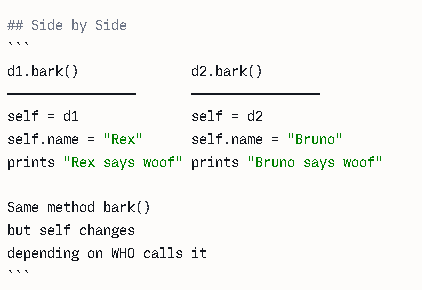 ## Side by Side
```
d1.bark()              d2.bark()
────────────────       ────────────────
self = d1              self = d2
self.name = "Rex"      self.name = "Bruno"
prints "Rex says woof" prints "Bruno says woof"

Same method bark()
but self changes
depending on WHO calls it
```